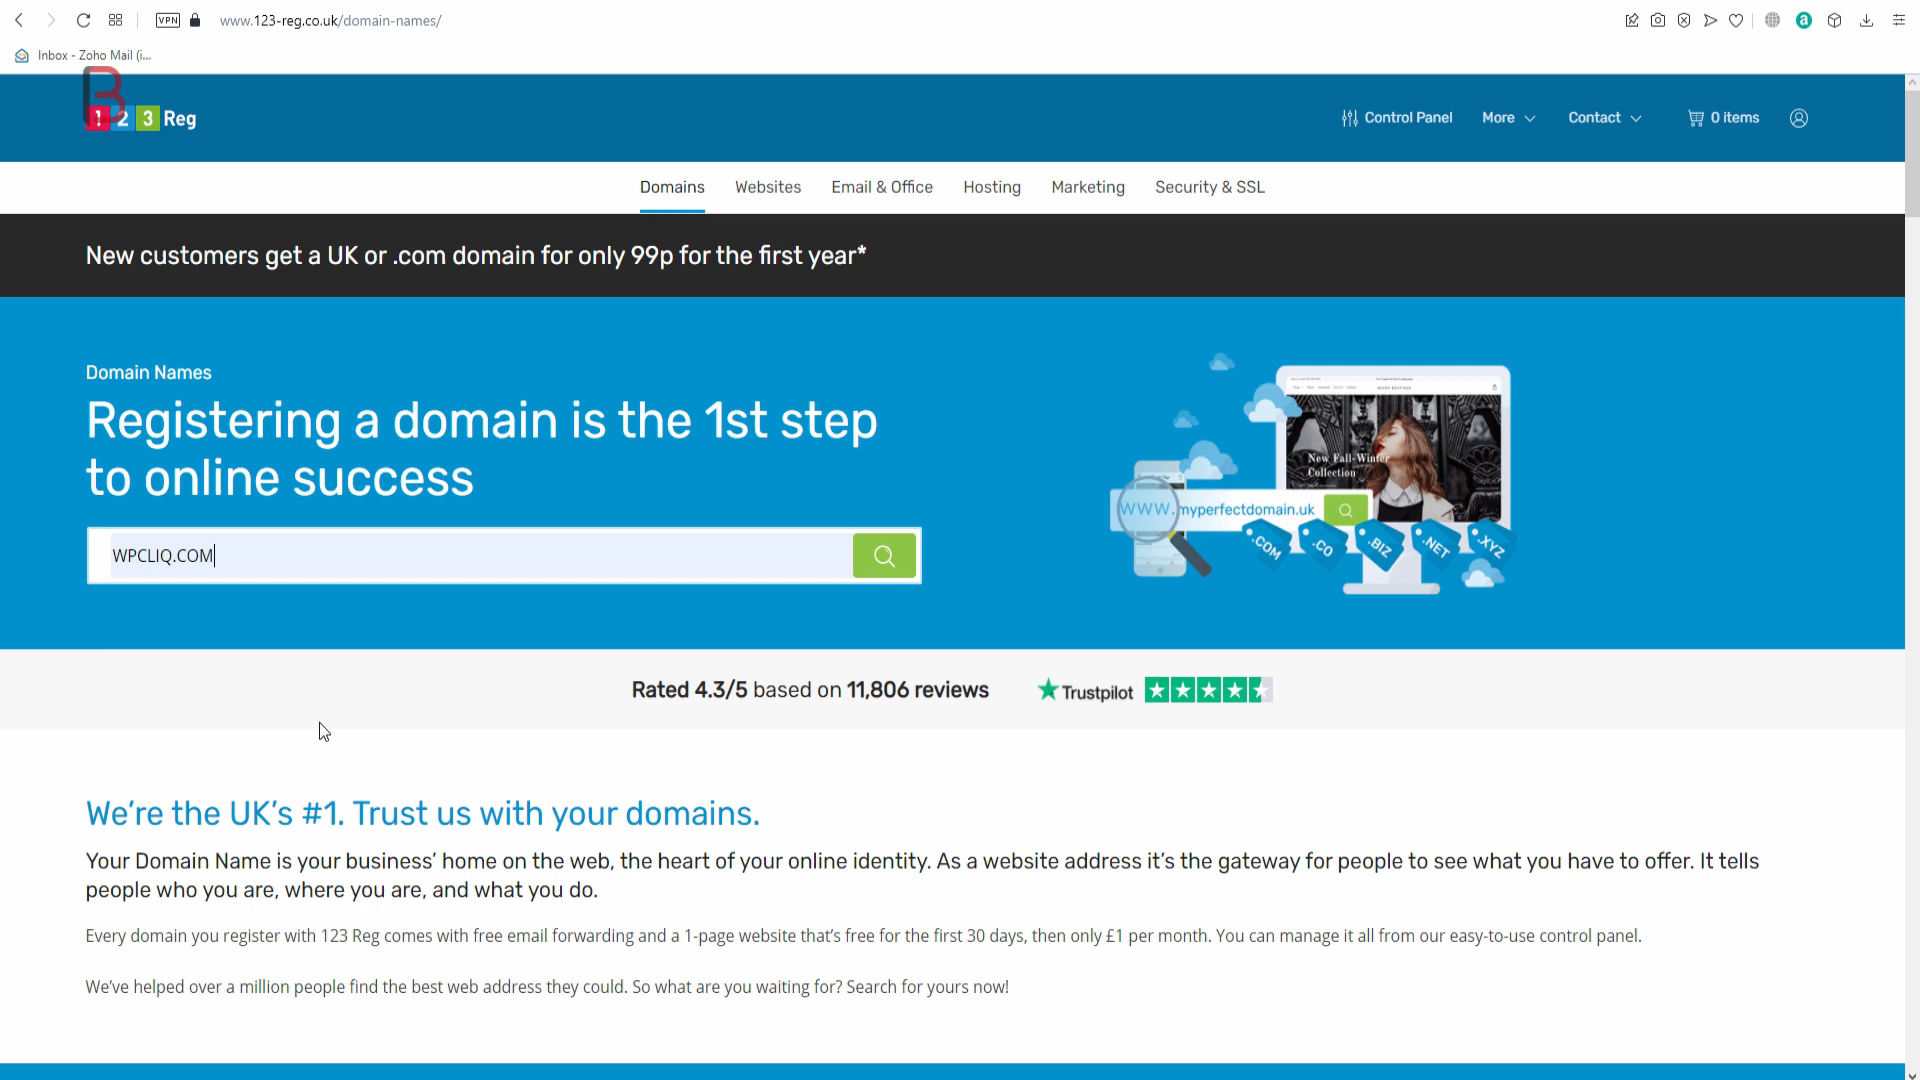 VPN
www.123-reg.co.uk/domain-names/
Inbox - Zoho Mail (i...
B
1 2 3 Reg
Control Panel
More
Contact
0 items
Domains
Websites
Email & Office
Hosting
Marketing
Security & SSL
New customers get a UK or .com domain for only 99p for the first year*
Domain Names
Registering a domain is the 1st step
to online success
WPCLIQ.COM
New Fall-Winter
Collection
www.myperfectdomain.uk
.COM
.CO
.BIZ
.NET
.XYZ
Rated 4.3/5 based on 11,806 reviews
Trustpilot
We're the UK's #1. Trust us with your domains.
Your Domain Name is your business' home on the web, the heart of your online identity. As a website address it's the gateway for people to see what you have to offer. It tells
people who you are, where you are, and what you do.
Every domain you register with 123 Reg comes with free email forwarding and a 1-page website that's free for the first 30 days, then only £1 per month. You can manage it all from our easy-to-use control panel.
We've helped over a million people find the best web address they could. So what are you waiting for? Search for yours now!